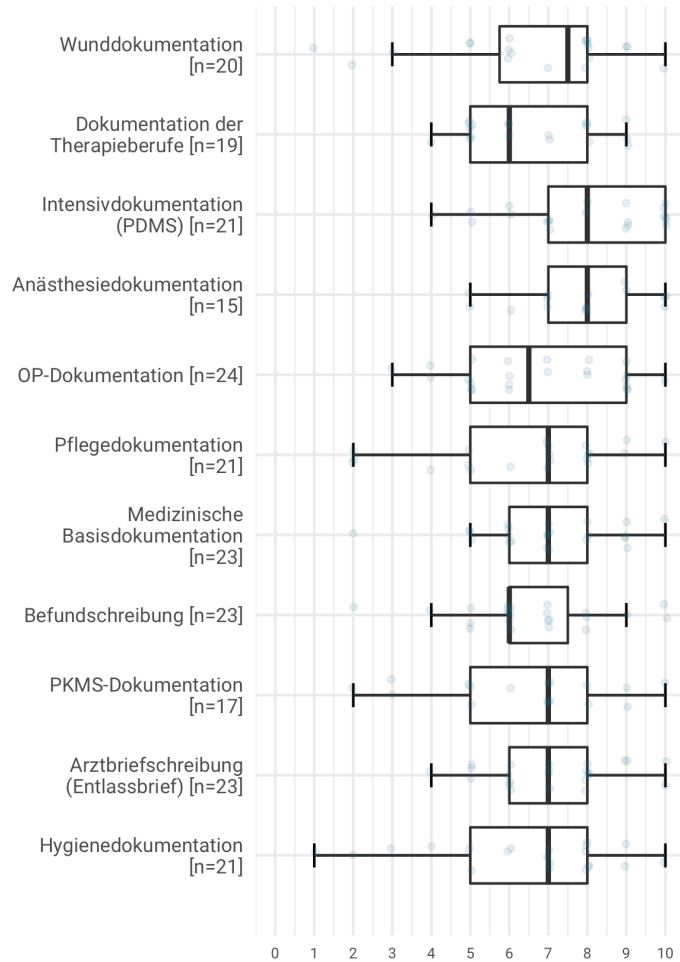 Wunddokumentation
[n=20]
Dokumentation der
Therapieberufe [n=19]
Intensivdokumentation
(PDMS) [n=21]
Anästhesiedokumentation
[n=15]
OP-Dokumentation [n=24]
Pflegedokumentation
[n=21]
Medizinische
Basisdokumentation
[n=23]
Befundschreibung [n=23]
PKMS-Dokumentation
[n=17]
Arztbriefschreibung
(Entlassbrief) [n=23]
Hygienedokumentation
[n=21]
0 1 2 3 4 5 6 7 8 9 10